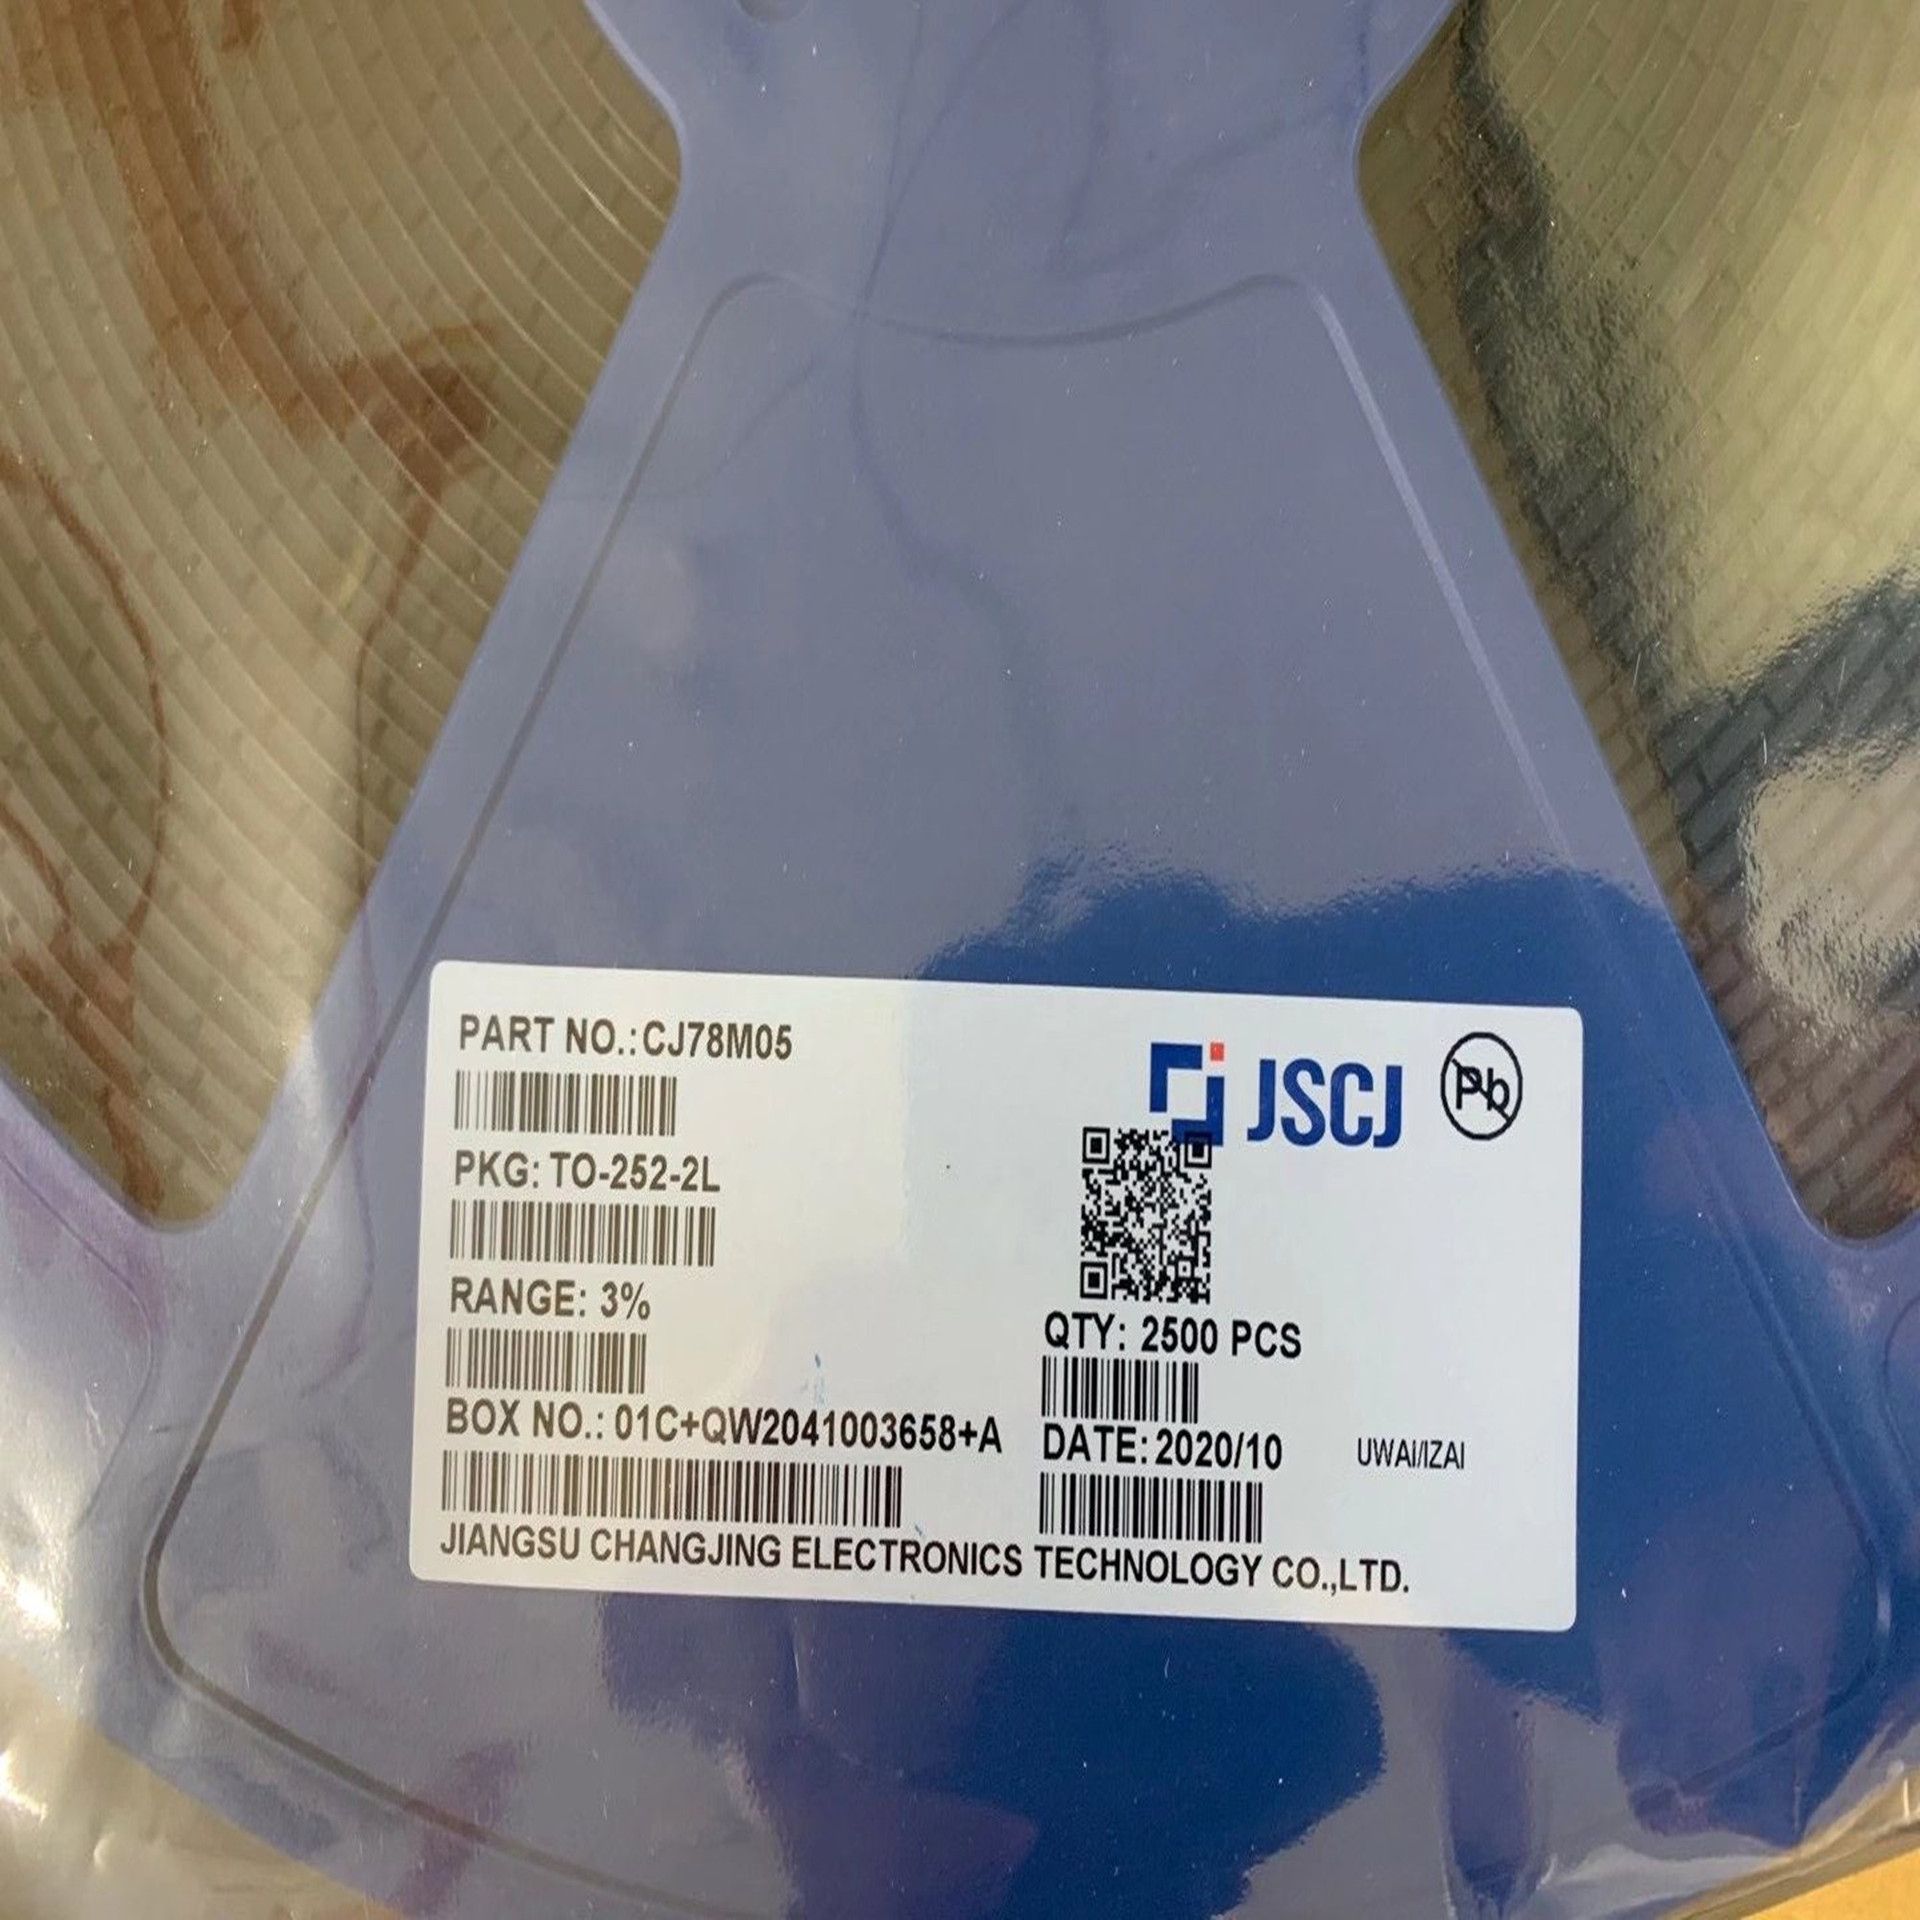 PART NO.:CJ78M05
JSCJ
Pb
PKG: TO-252-2L
RANGE: 3%
QTY: 2500 PCS
BOX NO.: 01C+QW2041003658+A
DATE: 2020/10
UWAI/IZAI
JIANGSU CHANGJING ELECTRONICS TECHNOLOGY CO.,LTD.